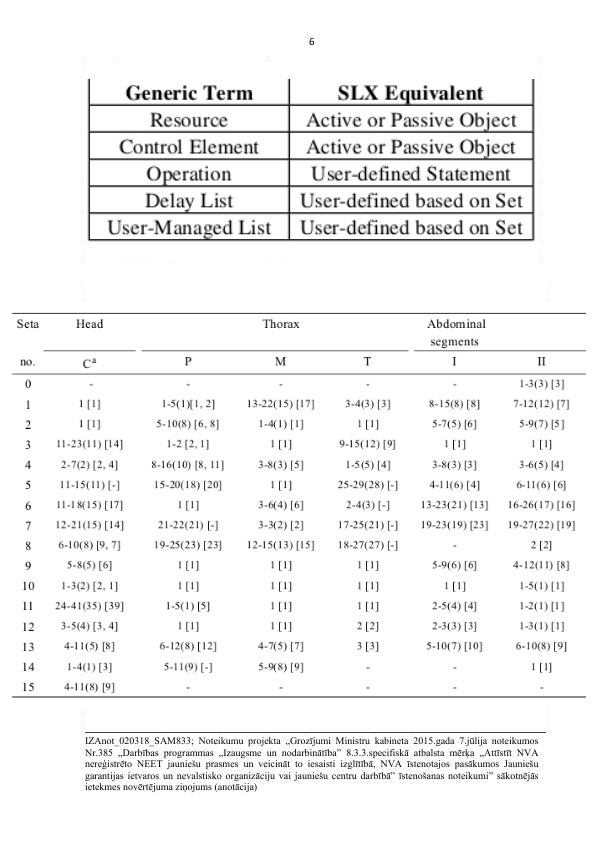 6
Generic Term SLX Equivalent
Resource Active or Passive Object
Control Element Active or Passive Object
Operation User-defined Statement
Delay List User-defined based on Set
User-Managed List User-defined based on Set
Seta Head Thorax Abdominal
segments
no. Cª P M T I II
0 - - - - - 1-3(3) [3]
1 1 [1] 1-5(1)[1, 2] 13-22(15) [17] 3-4(3) [3] 8-15(8) [8] 7-12(12) [7]
2 1 [1] 5-10(8) [6, 8] 1-4(1) [1] 1 [1] 5-7(5) [6] 5-9(7) [5]
3 11-23(11) [14] 1-2 [2, 1] 1 [1] 9-15(12) [9] 1 [1] 1 [1]
4 2-7(2) [2, 4] 8-16(10) [8, 11] 3-8(3) [5] 1-5(5) [4] 3-8(3) [3] 3-6(5) [4]
5 11-15(11) [-] 15-20(18) [20] 1 [1] 25-29(28) [-] 4-11(6) [4] 6-11(6) [6]
6 11-18(15) [17] 1 [1] 3-6(4) [6] 2-4(3) [-] 13-23(21) [13] 16-26(17) [16]
7 12-21(15) [14] 21-22(21) [-] 3-3(2) [2] 17-25(21) [-] 19-23(19) [23] 19-27(22) [19]
8 6-10(8) [9, 7] 19-25(23) [23] 12-15(13) [15] 18-27(27) [-] - 2 [2]
9 5-8(5) [6] 1 [1] 1 [1] 1 [1] 5-9(6) [6] 4-12(11) [8]
10 1-3(2) [2, 1] 1 [1] 1 [1] 1 [1] 1 [1] 1-5(1) [1]
11 24-41(35) [39] 1-5(1) [5] 1 [1] 1 [1] 2-5(4) [4] 1-2(1) [1]
12 3-5(4) [3, 4] 1 [1] 1 [1] 2 [2] 2-3(3) [3] 1-3(1) [1]
13 4-11(5) [8] 6-12(8) [12] 4-7(5) [7] 3 [3] 5-10(7) [10] 6-10(8) [9]
14 1-4(1) [3] 5-11(9) [-] 5-9(8) [9] - - 1 [1]
15 4-11(8) [9] - - - - -
IZAnot_020318_SAM833; Noteikumu projekta „Grozījumi Ministru kabineta 2015.gada 7.jūlija noteikumos
Nr.385 „Darbības programmas „Izaugsme un nodarbinātība” 8.3.3.specifiskā atbalsta mērķa „Attīstīt NVA
nereģistrēto NEET jauniešu prasmes un veicināt to iesaisti izglītībā, NVA īstenotajos pasākumos Jauniešu
garantijas ietvaros un nevalstisko organizāciju vai jauniešu centru darbībā” īstenošanas noteikumi” sākotnējās
ietekmes novērtējuma ziņojums (anotācija)